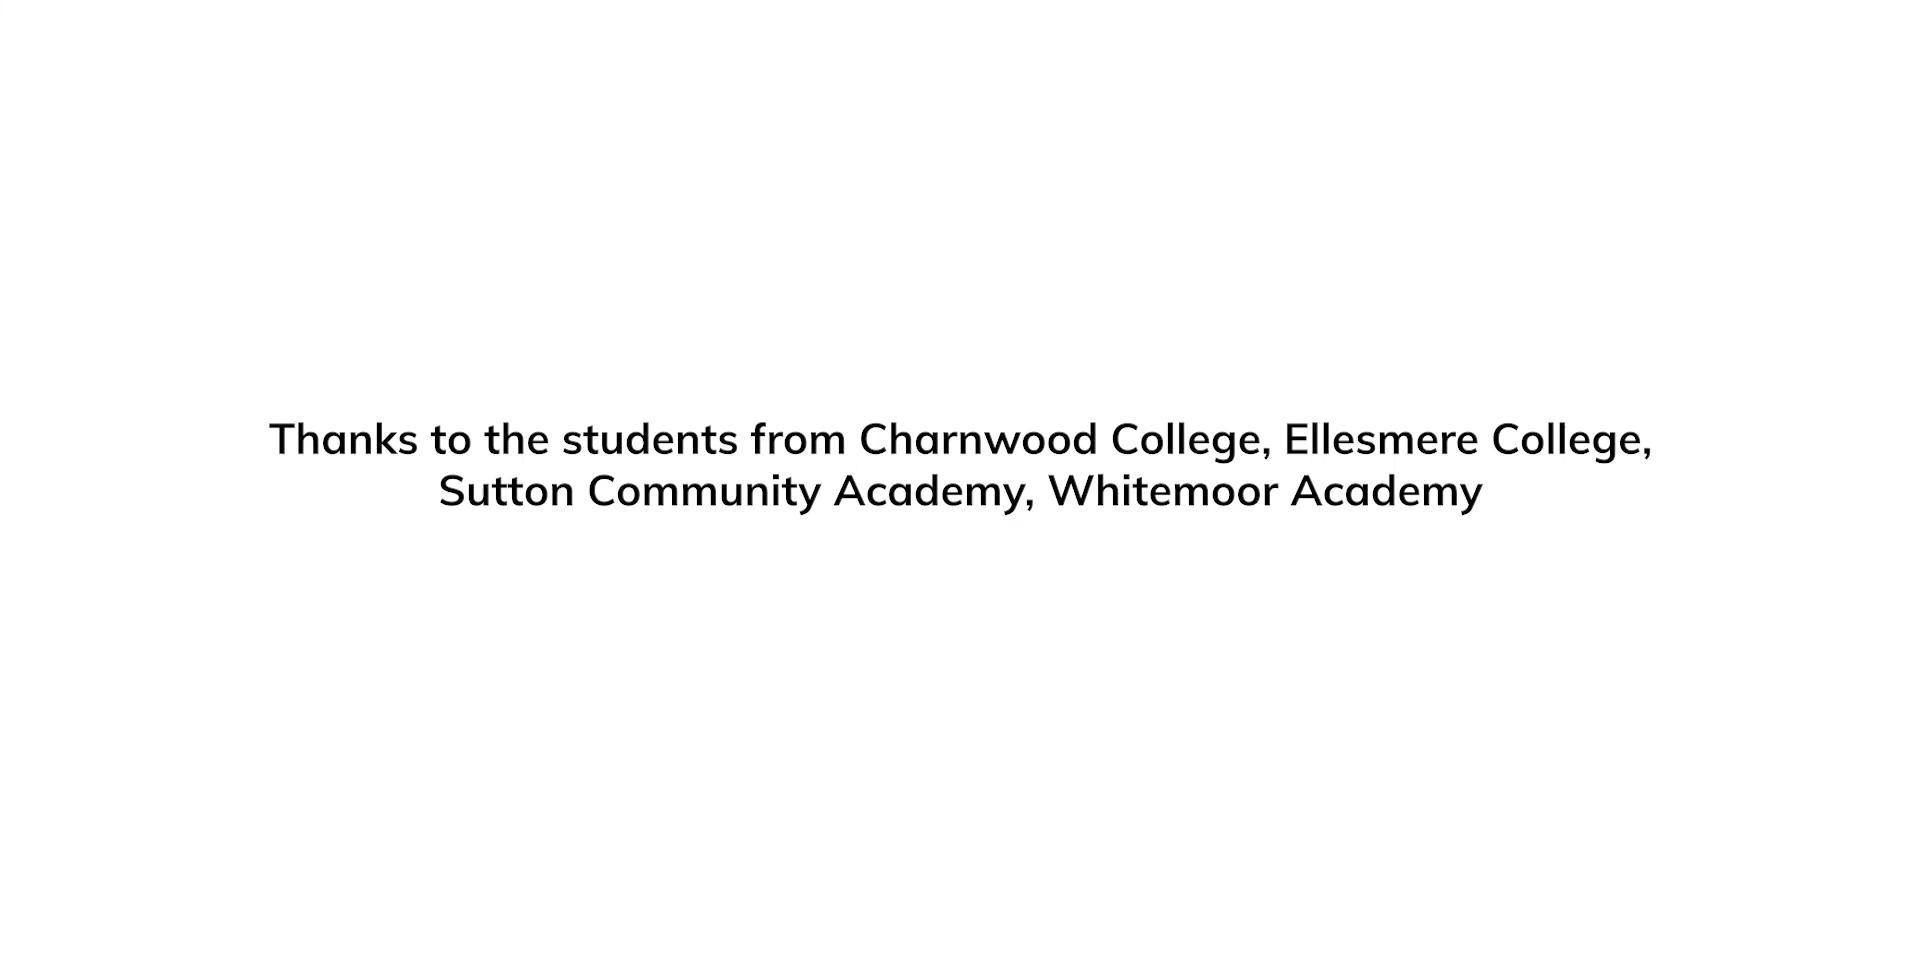 Thanks to the students from Charnwood College, Ellesmere College,
Sutton Community Academy, Whitemoor Academy